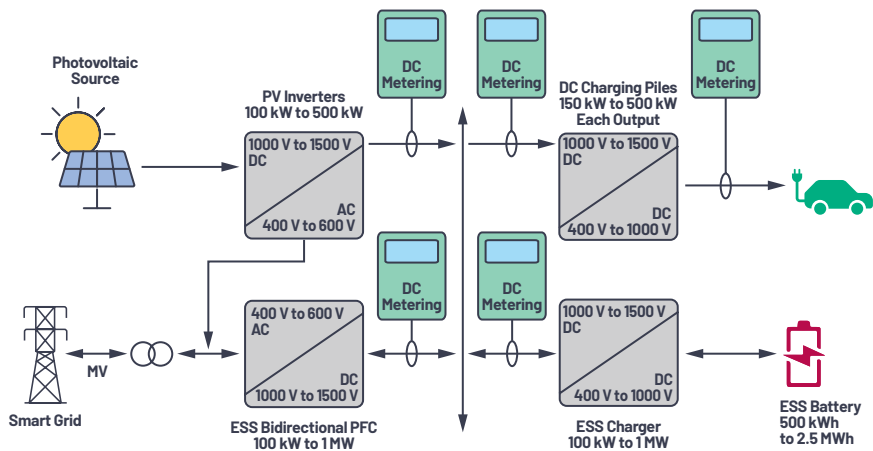 Photovoltaic
Source
PV Inverters
100 kW to 500 kW
1000 V to 1500 V
DC
AC
400 V to 600 V
DC
Metering
DC
Metering
DC Charging Piles
150 kW to 500 kW
Each Output
1000 V to 1500 V
DC
DC
400 V to 1000 V
DC
Metering
Smart Grid
MV
400 V to 600 V
AC
DC
1000 V to 1500 V
ESS Bidirectional PFC
100 kW to 1 MW
DC
Metering
DC
Metering
1000 V to 1500 V
DC
DC
400 V to 1000 V
ESS Charger
100 kW to 1 MW
ESS Battery
500 kWh
to 2.5 MWh